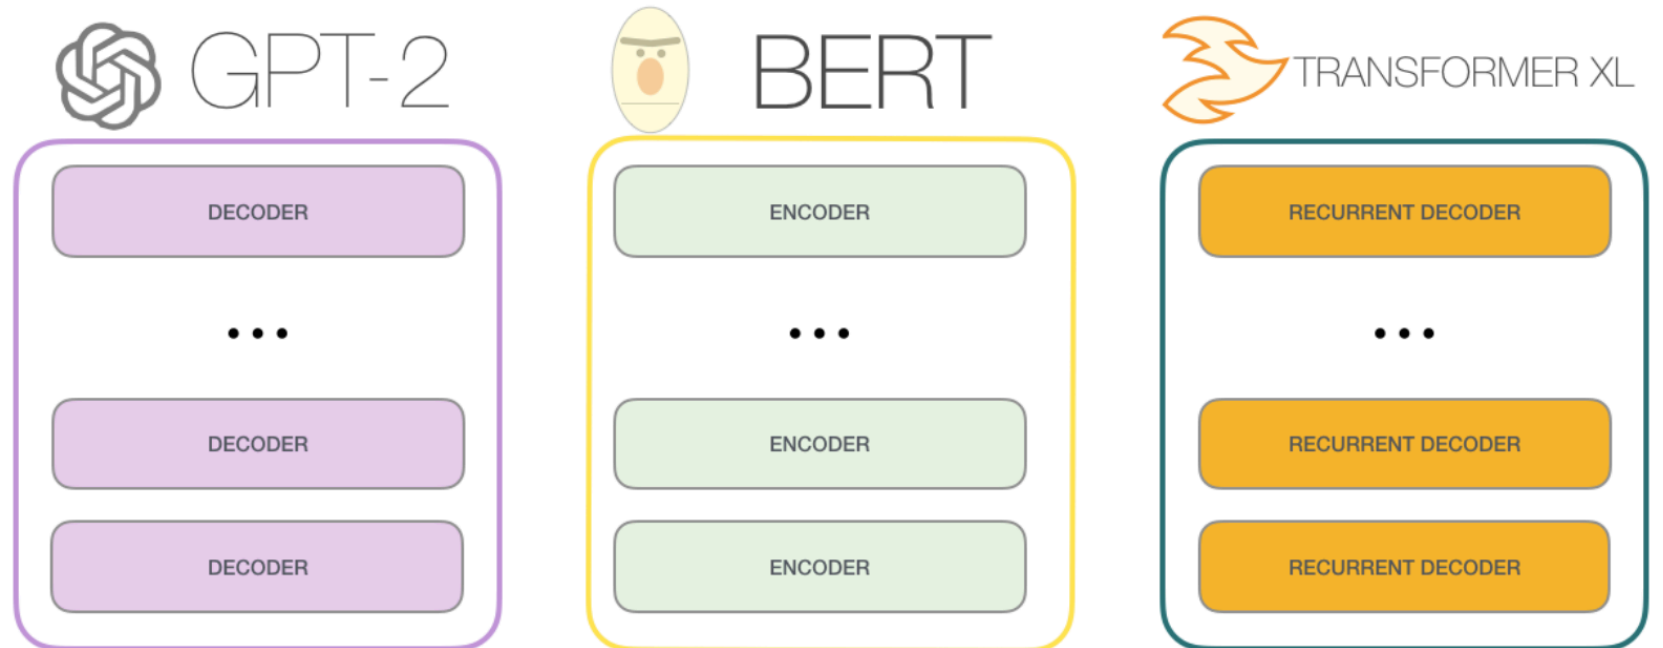 GPT-2
BERT
TRANSFORMER XL
DECODER
ENCODER
RECURRENT DECODER
...
...
...
DECODER
ENCODER
RECURRENT DECODER
DECODER
ENCODER
RECURRENT DECODER